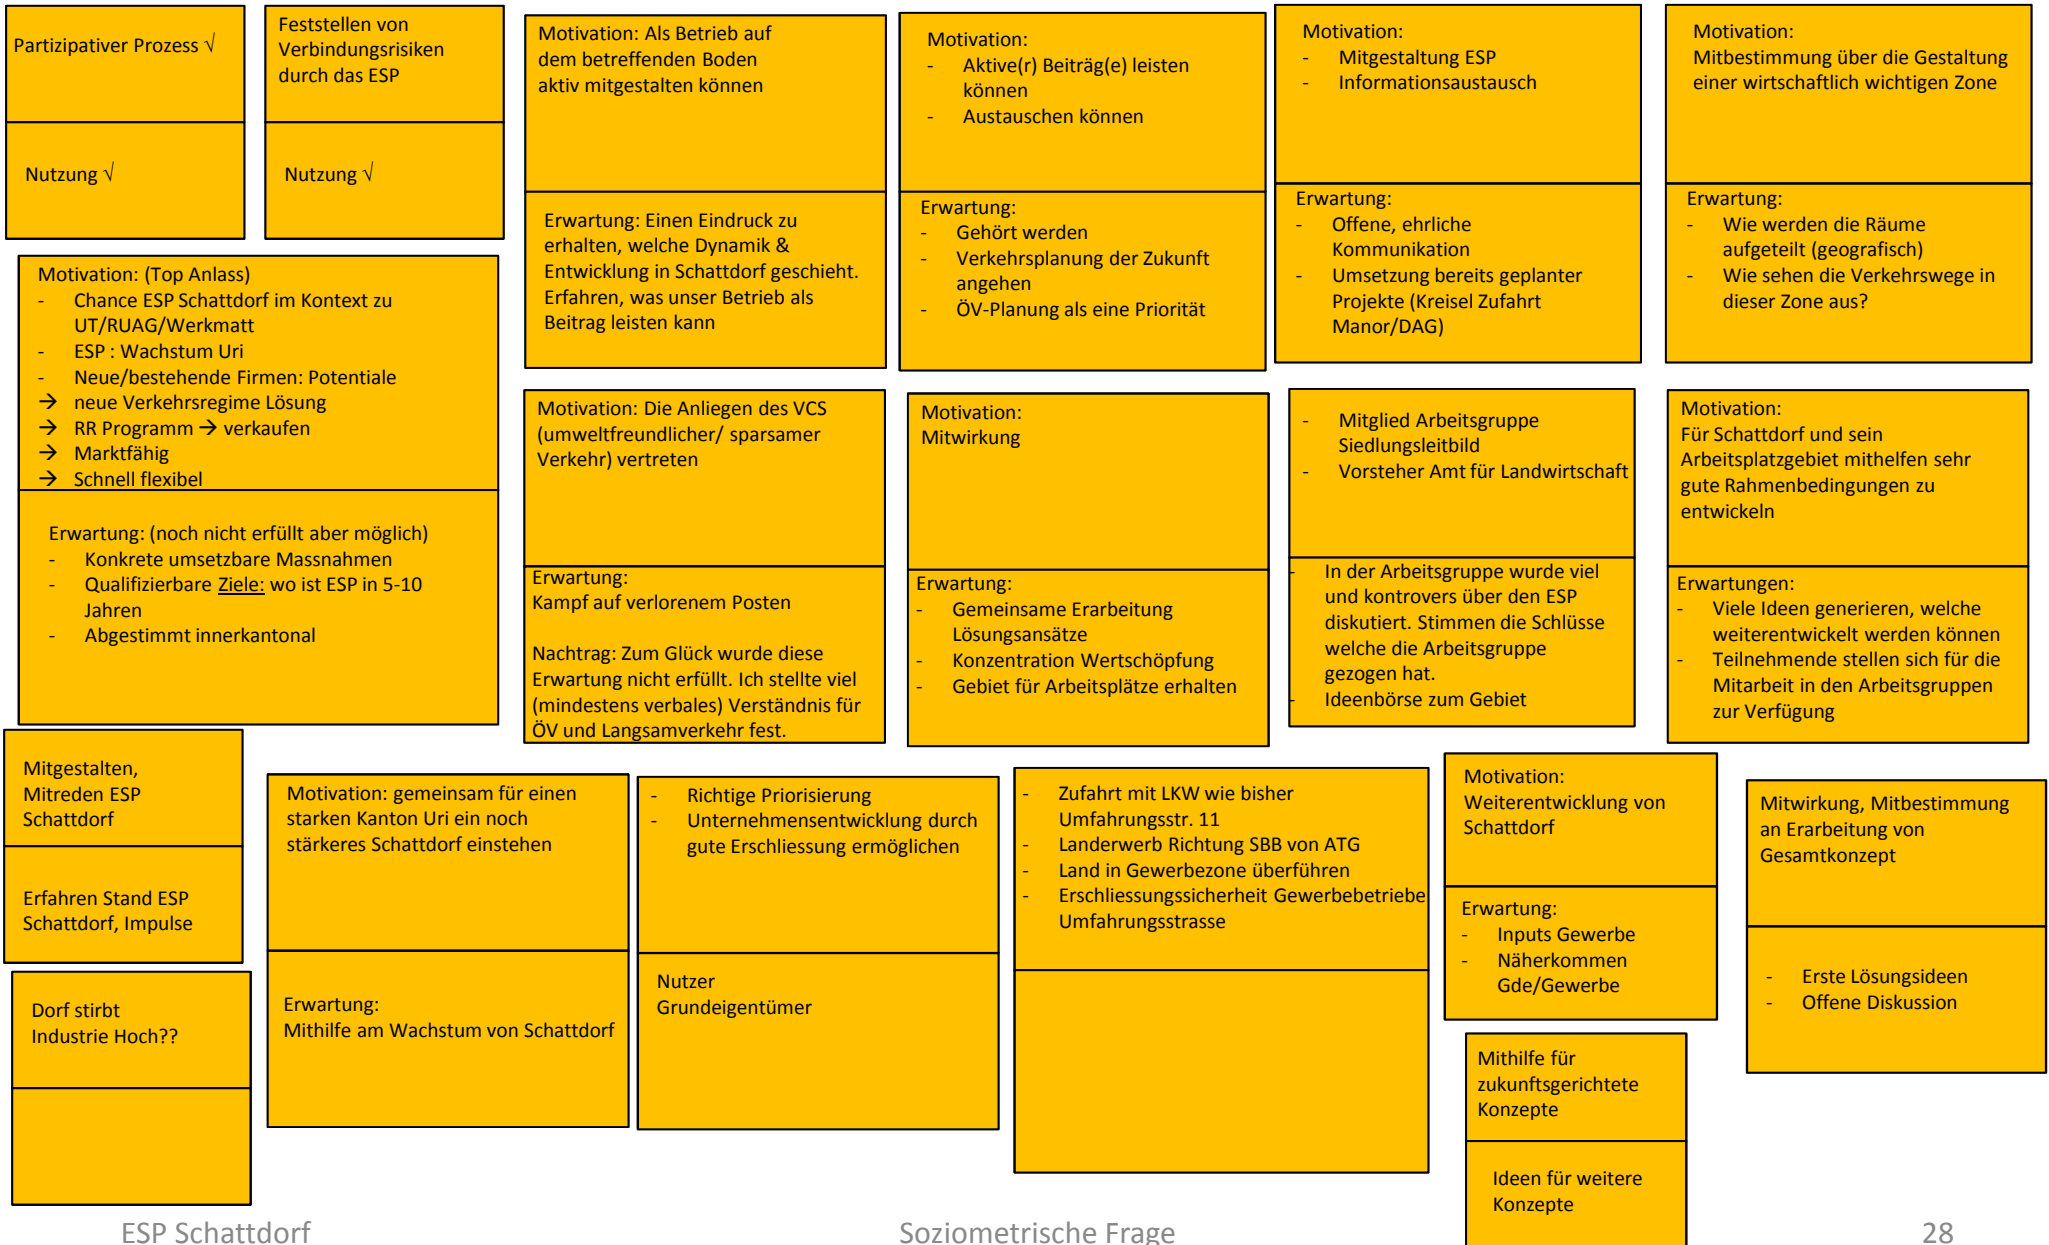 Partizipativer Prozess √
Nutzung √
Feststellen von
Verbindungsrisiken
durch das ESP
Nutzung √
Motivation: Als Betrieb auf
dem betreffenden Boden
aktiv mitgestalten können
Erwartung: Einen Eindruck zu
erhalten, welche Dynamik &
Entwicklung in Schattdorf geschieht.
Erfahren, was unser Betrieb als
Beitrag leisten kann
Motivation:
- Aktive(r) Beiträg(e) leisten
können
- Austauschen können
Erwartung:
- Gehört werden
- Verkehrsplanung der Zukunft
angehen
- ÖV-Planung als eine Priorität
Motivation:
- Mitgestaltung ESP
- Informationsaustausch
Erwartung:
- Offene, ehrliche
Kommunikation
- Umsetzung bereits geplanter
Projekte (Kreisel Zufahrt
Manor/DAG)
Motivation:
Mitbestimmung über die Gestaltung
einer wirtschaftlich wichtigen Zone
Erwartung:
- Wie werden die Räume
aufgeteilt (geografisch)
- Wie sehen die Verkehrswege in
dieser Zone aus?
Motivation: (Top Anlass)
- Chance ESP Schattdorf im Kontext zu
UT/RUAG/Werkmatt
- ESP : Wachstum Uri
- Neue/bestehende Firmen: Potentiale
→ neue Verkehrsregime Lösung
→ RR Programm → verkaufen
→ Marktfähig
→ Schnell flexibel
Erwartung: (noch nicht erfüllt aber möglich)
- Konkrete umsetzbare Massnahmen
- Qualifizierbare Ziele: wo ist ESP in 5-10
Jahren
- Abgestimmt innerkantonal
Motivation: Die Anliegen des VCS
(umweltfreundlicher/ sparsamer
Verkehr) vertreten
Erwartung:
Kampf auf verlorenem Posten
Nachtrag: Zum Glück wurde diese
Erwartung nicht erfüllt. Ich stellte viel
(mindestens verbales) Verständnis für
ÖV und Langsamverkehr fest.
Motivation:
Mitwirkung
Erwartung:
- Gemeinsame Erarbeitung
Lösungsansätze
- Konzentration Wertschöpfung
- Gebiet für Arbeitsplätze erhalten
- Mitglied Arbeitsgruppe
Siedlungsleitbild
- Vorsteher Amt für Landwirtschaft
- In der Arbeitsgruppe wurde viel
und kontrovers über den ESP
diskutiert. Stimmen die Schlüsse
welche die Arbeitsgruppe
gezogen hat.
- Ideenbörse zum Gebiet
Motivation:
Für Schattdorf und sein
Arbeitsplatzgebiet mithelfen sehr
gute Rahmenbedingungen zu
entwickeln
Erwartungen:
- Viele Ideen generieren, welche
weiterentwickelt werden können
- Teilnehmende stellen sich für die
Mitarbeit in den Arbeitsgruppen
zur Verfügung
Mitgestalten,
Mitreden ESP
Schattdorf
Erfahren Stand ESP
Schattdorf, Impulse
Motivation: gemeinsam für einen
starken Kanton Uri ein noch
stärkeres Schattdorf einstehen
Erwartung:
Mithilfe am Wachstum von Schattdorf
- Richtige Priorisierung
- Unternehmensentwicklung durch
gute Erschliessung ermöglichen
Nutzer
Grundeigentümer
- Zufahrt mit LKW wie bisher
Umfahrungsstr. 11
- Landerwerb Richtung SBB von ATG
- Land in Gewerbezone überführen
- Erschliessungssicherheit Gewerbebetriebe
Umfahrungsstrasse
Motivation:
Weiterentwicklung von
Schattdorf
Erwartung:
- Inputs Gewerbe
- Näherkommen
Gde/Gewerbe
Mitwirkung, Mitbestimmung
an Erarbeitung von
Gesamtkonzept
- Erste Lösungsideen
- Offene Diskussion
Dorf stirbt
Industrie Hoch??
Mithilfe für
zukunftsgerichtete
Konzepte
Ideen für weitere
Konzepte
ESP Schattdorf
Soziometrische Frage
28